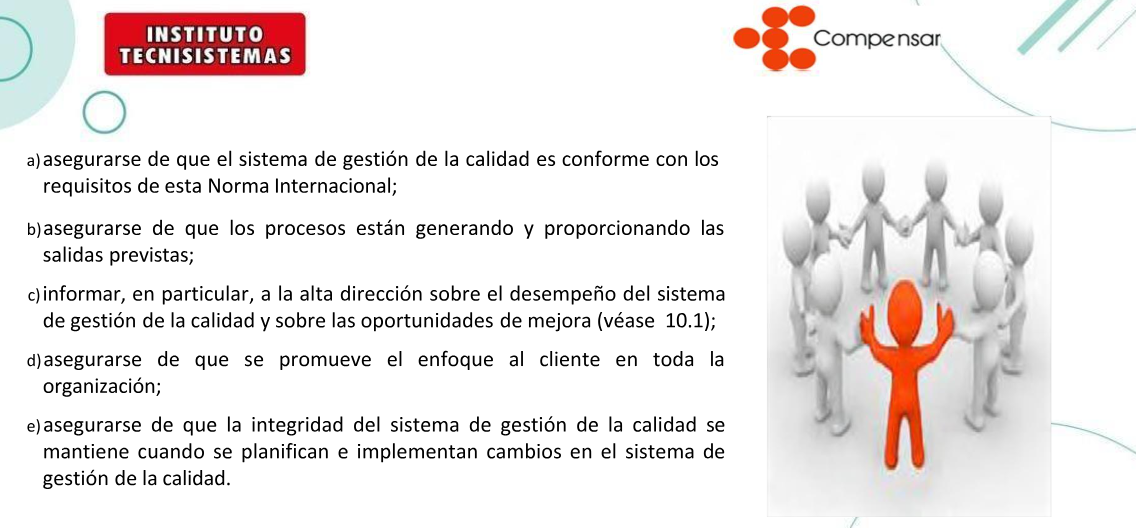 INSTITUTO
TECNISISTEMAS
Compensar
a) asegurarse de que el sistema de gestión de la calidad es conforme con los
requisitos de esta Norma Internacional;
b) asegurarse de que los procesos están generando y proporcionando las
salidas previstas;
c) informar, en particular, a la alta dirección sobre el desempeño del sistema
de gestión de la calidad y sobre las oportunidades de mejora (véase 10.1);
d) asegurarse de que se promueve el enfoque al cliente en toda la
organización;
e) asegurarse de que la integridad del sistema de gestión de la calidad se
mantiene cuando se planifican e implementan cambios en el sistema de
gestión de la calidad.